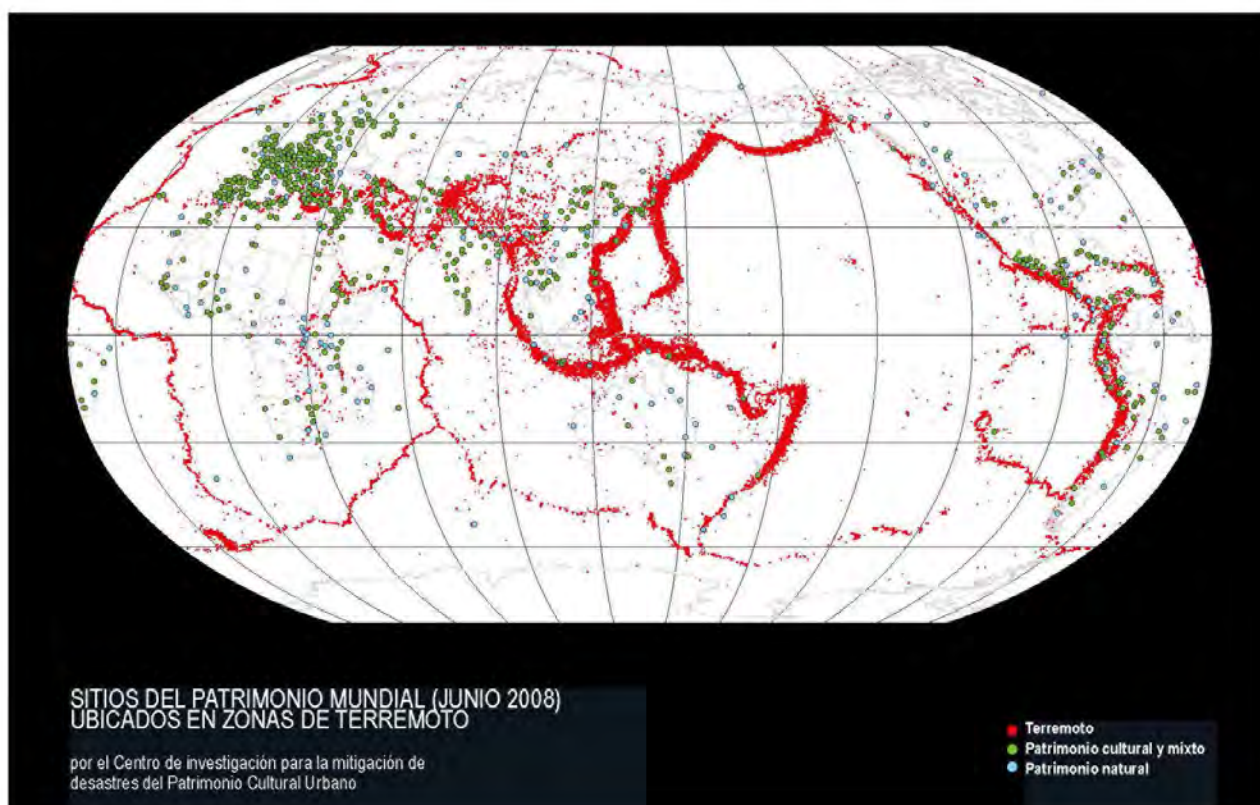 SITIOS DEL PATRIMONIO MUNDIAL (JUNIO 2008)
UBICADOS EN ZONAS DE TERREMOTO
por el Centro de investigación para la mitigación de
desastres del Patrimonio Cultural Urbano
Terremoto
Patrimonio cultural y mixto
Patrimonio natural